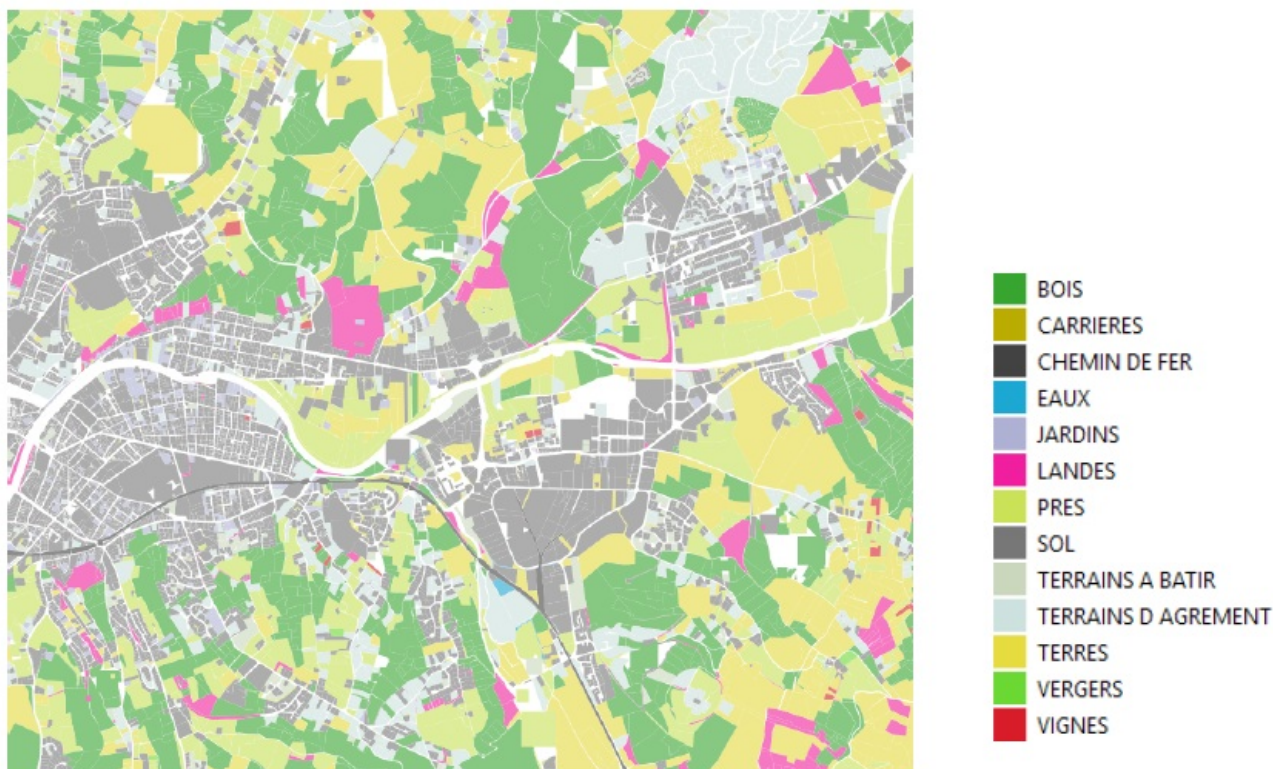 BOIS
CARRIERES
CHEMIN DE FER
EAUX
JARDINS
LANDES
PRES
SOL
TERRAINS A BATIR
TERRAINS D AGREMENT
TERRES
VERGERS
VIGNES